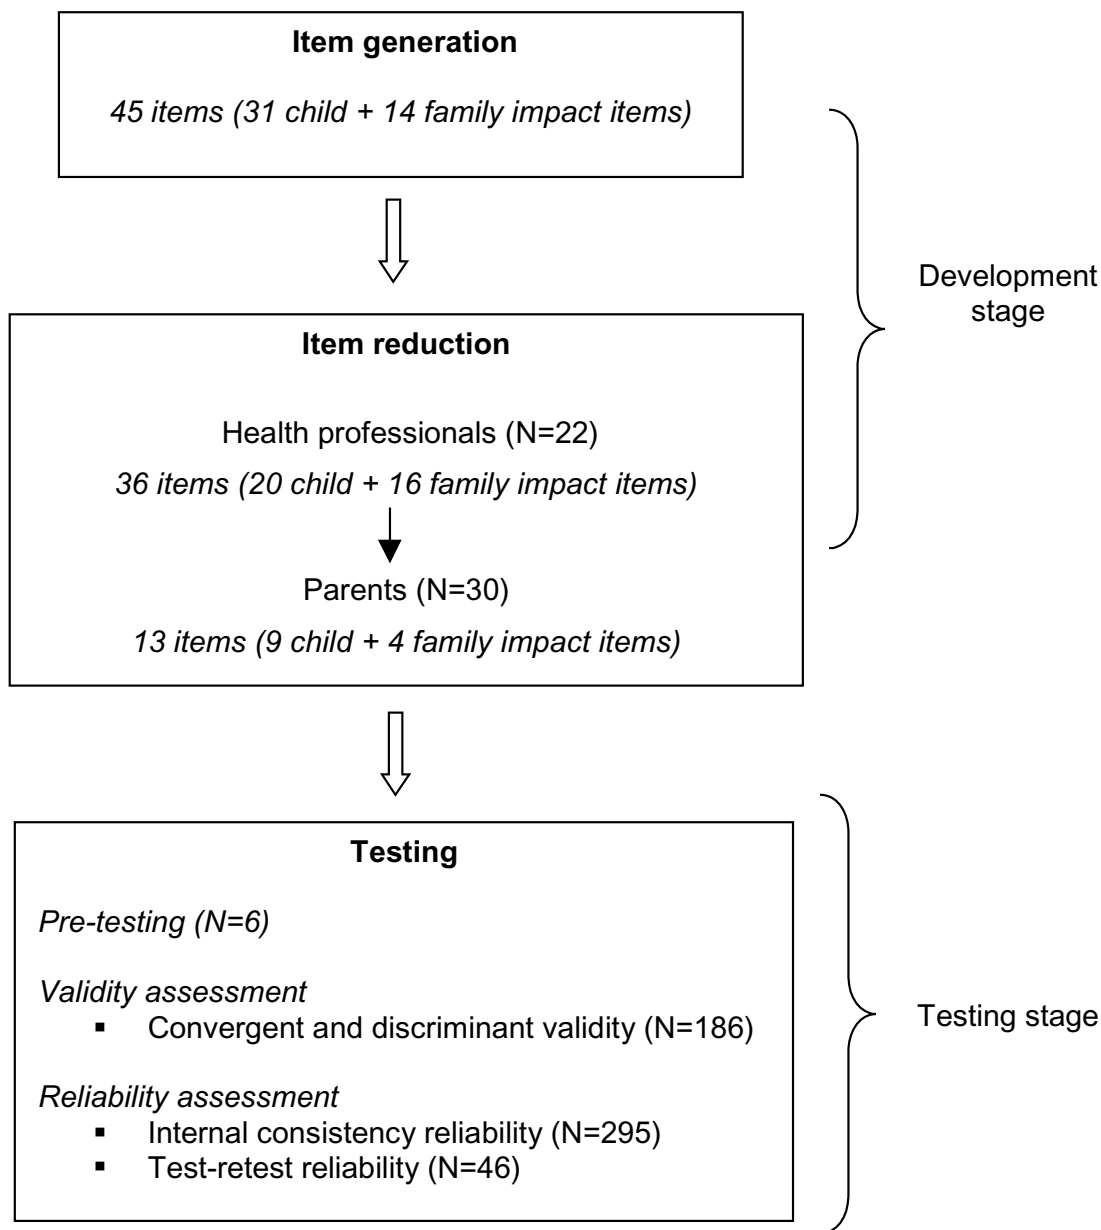 Item generation
45 items (31 child + 14 family impact items)
Development
stage
Item reduction
Health professionals (N=22)
36 items (20 child + 16 family impact items)
Parents (N=30)
13 items (9 child + 4 family impact items)
Testing
Pre-testing (N=6)
Validity assessment
▪ Convergent and discriminant validity (N=186)
Testing stage
Reliability assessment
▪ Internal consistency reliability (N=295)
▪ Test-retest reliability (N=46)